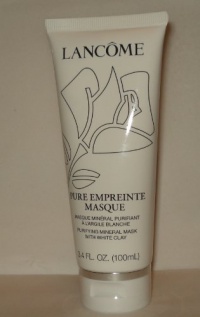 LANCÔME
PURE EMPREINTE
MASQUE
MASQUE MINÉRAL PURIFIANT
À L'ARGILE BLANCHE
PURIFYING MINERAL MASK
WITH WHITE CLAY
3.4 FL. OZ. (100mL)